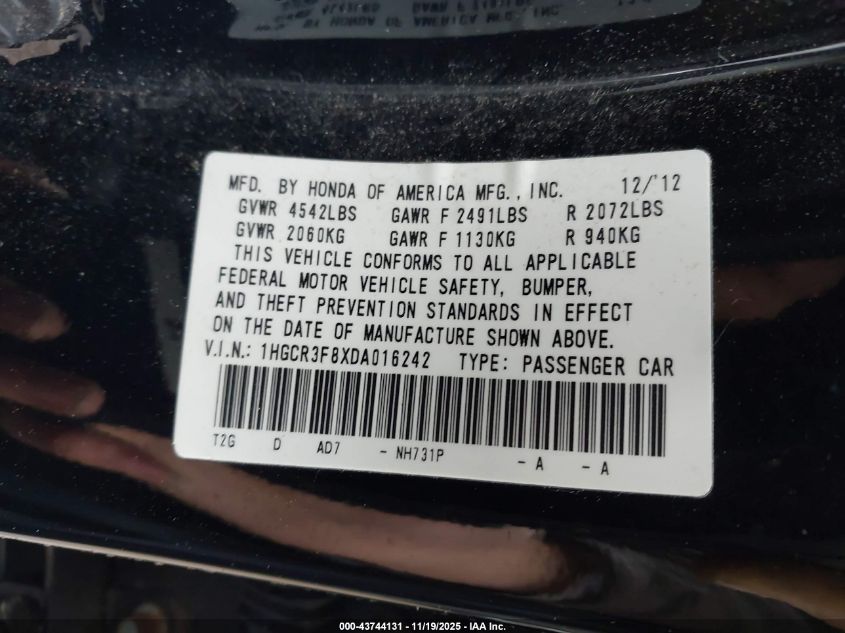 MFD. BY HONDA OF AMERICA MFG., INC. 12/'12
GVWR 4542LBS GAWR F 2491LBS R 2072LBS
GVWR 2060KG GAWR F 1130KG R 940KG
THIS VEHICLE CONFORMS TO ALL APPLICABLE
FEDERAL MOTOR VEHICLE SAFETY, BUMPER,
AND THEFT PREVENTION STANDARDS IN EFFECT
ON THE DATE OF MANUFACTURE SHOWN ABOVE.
V.I.N.: 1HGCR3F8XDA016242 TYPE: PASSENGER CAR
T2G D AD7 - NH731P - A - A
000-43744131 - 11/19/2025 - IAA Inc.